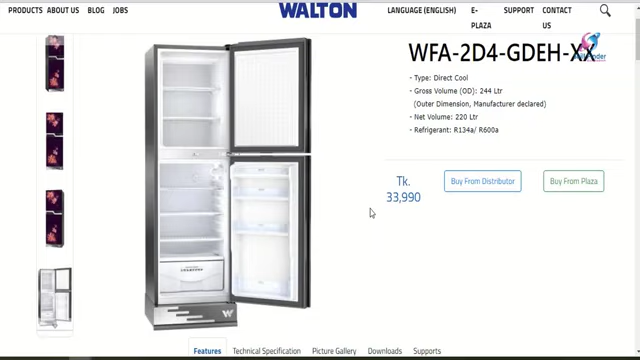 PRODUCTS ABOUT US BLOG JOBS
WALTON
LANGUAGE (ENGLISH) E-PLAZA SUPPORT CONTACT US
WFA-2D4-GDEH-XX
- Type: Direct Cool
- Gross Volume (OD): 244 Ltr
(Outer Dimension, Manufacturer declared)
- Net Volume: 220 Ltr
- Refrigerant: R134a/ R600a
Tk. 33,990
Buy From Distributor
Buy From Plaza
Features Technical Specification Picture Gallery Downloads Supports